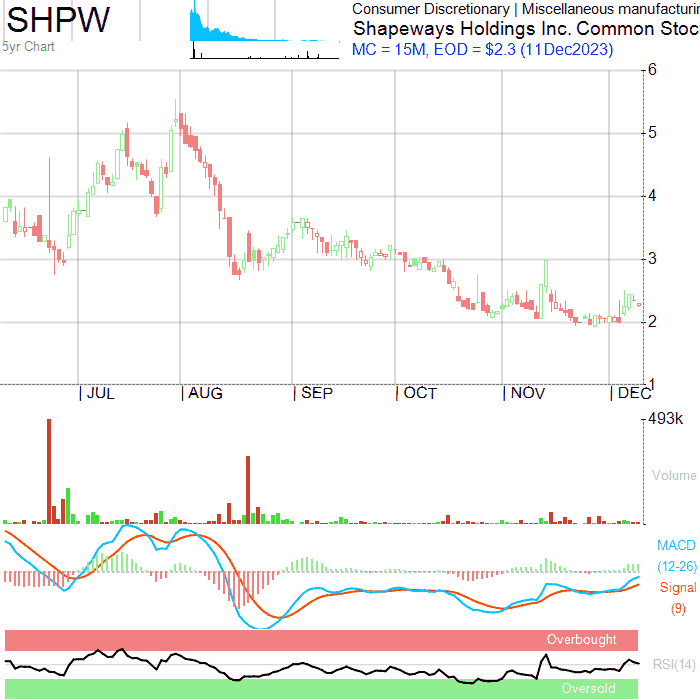 SHPW
5yr Chart
Consumer Discretionary | Miscellaneous manufacturin
Shapeways Holdings Inc. Common Stoc
MC = 15M, EOD = $2.3 (11Dec2023)
6
5
4
3
2
1
JUL
AUG
SEP
OCT
NOV
DEC
493k
Volume
MACD
(12-26)
Signal
(9)
Overbought
RSI(14)
Oversold